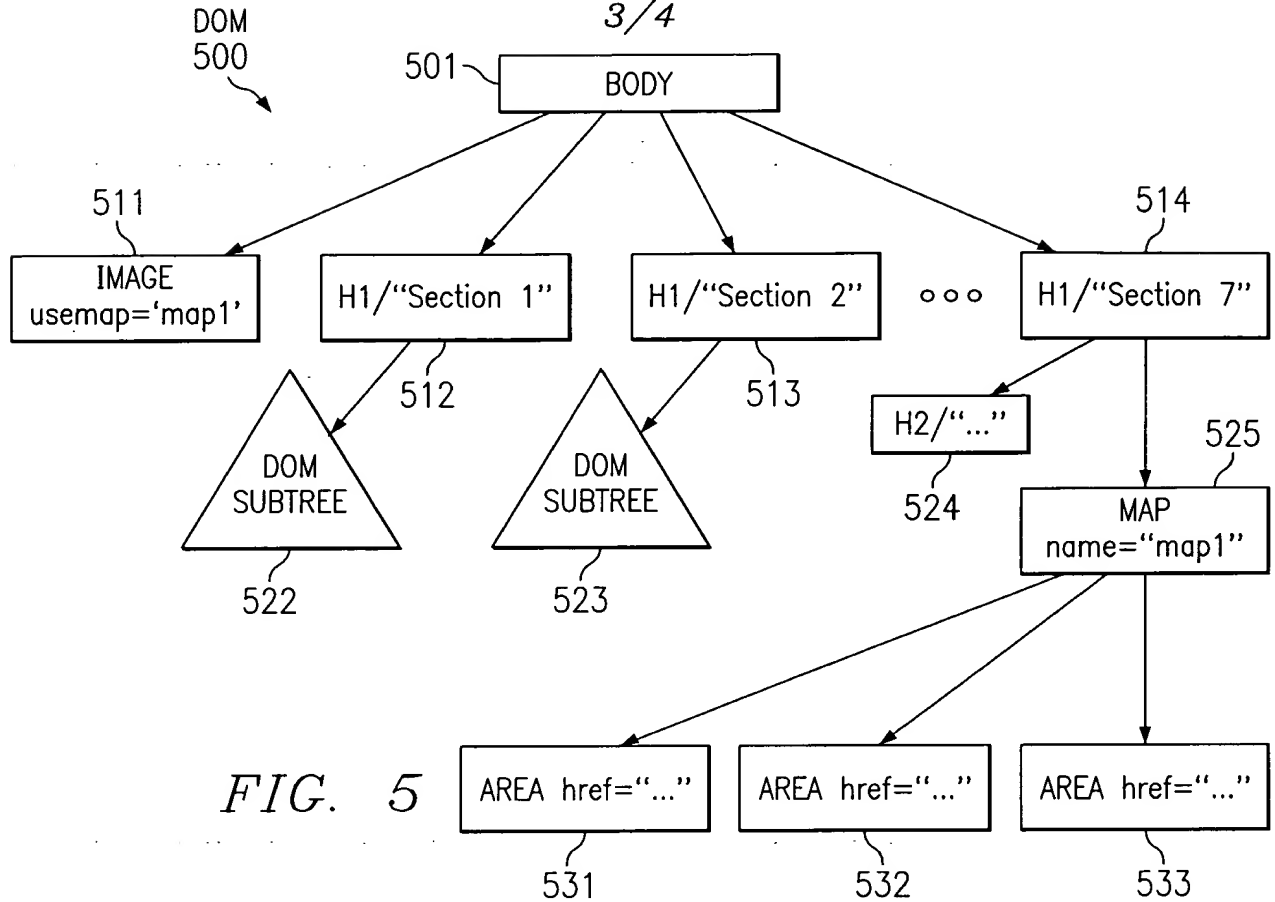 3/4
DOM
500
501
BODY
511
514
IMAGE
usemap=‘map1’
H1/“Section 1”
H1/“Section 2”
H1/“Section 7”
512
513
H2/“...”
524
525
DOM
SUBTREE
DOM
SUBTREE
MAP
name=“map1”
522
523
FIG. 5
AREA href=“...”
AREA href=“...”
AREA href=“...”
531
532
533